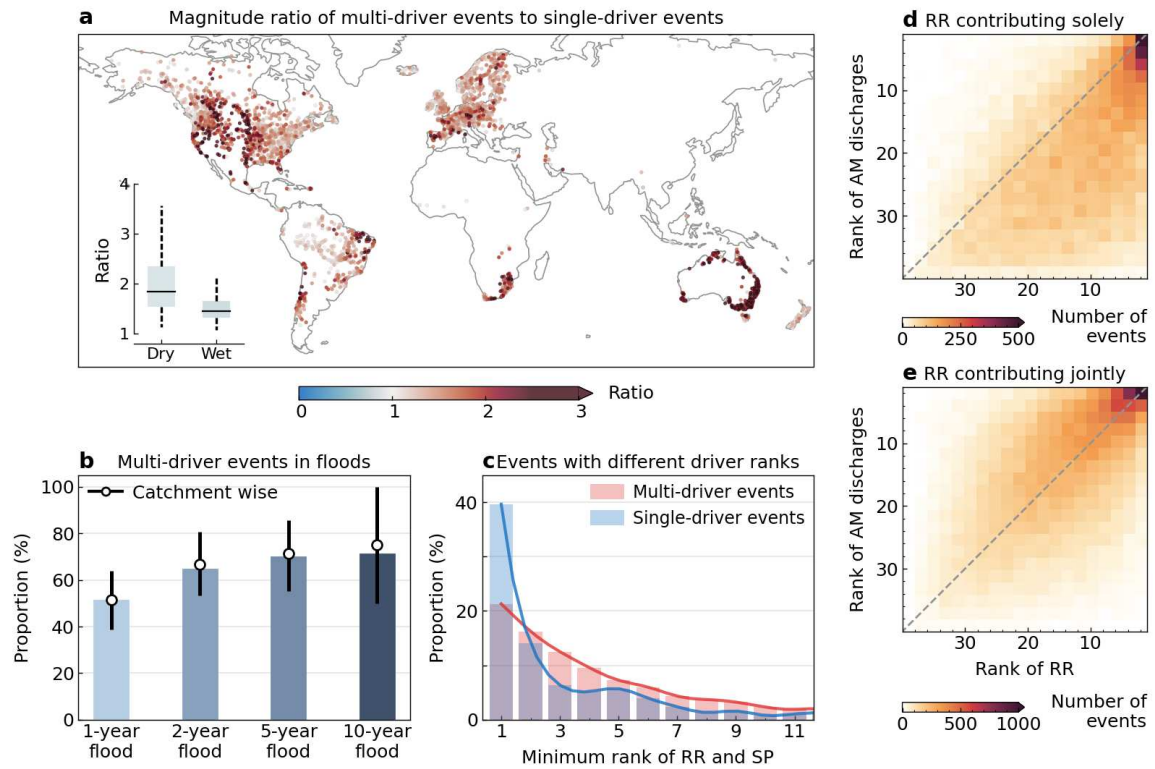 a Magnitude ratio of multi-driver events to single-driver events
4
3
2
1
Ratio
Dry Wet
0 1 2 3
Ratio
b Multi-driver events in floods
Catchment wise
100
80
60
40
20
0
Proportion (%)
1-year flood
2-year flood
5-year flood
10-year flood
c Events with different driver ranks
Multi-driver events
Single-driver events
40
20
0
Proportion (%)
1 3 5 7 9 11
Minimum rank of RR and SP
d RR contributing solely
10
20
30
Rank of AM discharges
30 20 10
0 250 500
Number of events
e RR contributing jointly
10
20
30
Rank of AM discharges
30 20 10
Rank of RR
0 500 1000
Number of events